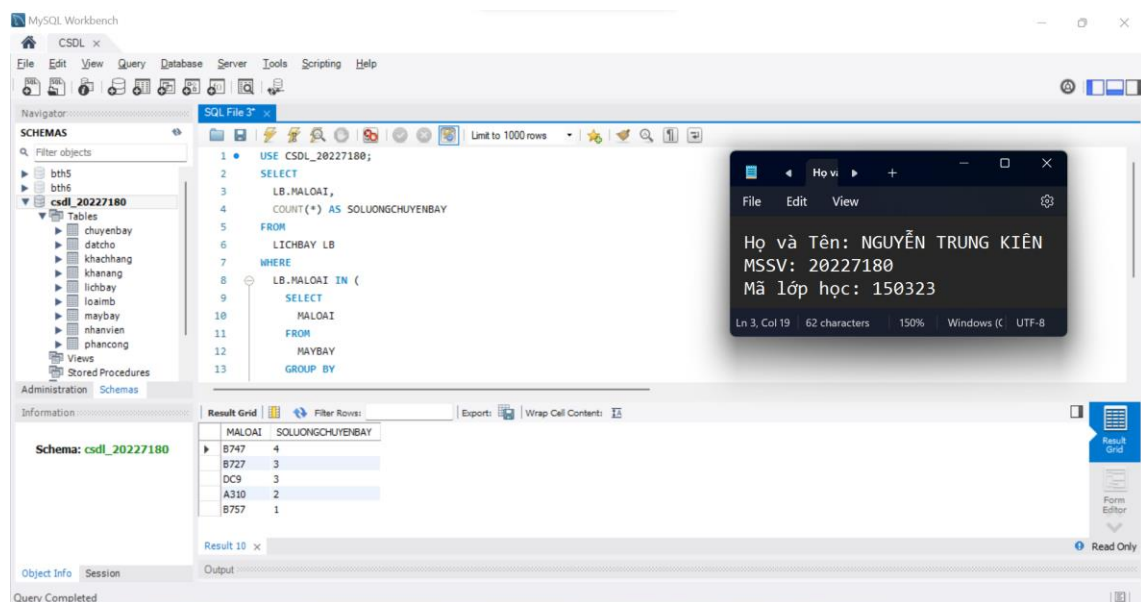 MySQL Workbench
CSDL ×
File Edit View Query Database Server Tools Scripting Help
Navigator
SQL File 3* ×
SCHEMAS
Filter objects
Limit to 1000 rows
bth5
bth6
csdl_20227180
Tables
chuyenbay
datcho
khachhang
khanang
lichbay
loaimb
maybay
nhanvien
phancong
Views
Stored Procedures
Administration Schemas
1 USE CSDL_20227180;
2 SELECT
3 LB.MALOAI,
4 COUNT(*) AS SOLUONGCHUYENBAY
5 FROM
6 LICHBAY LB
7 WHERE
8 LB.MALOAI IN (
9 SELECT
10 MALOAI
11 FROM
12 MAYBAY
13 GROUP BY
Họ và
File Edit View
Họ và Tên: NGUYỄN TRUNG KIÊN
MSSV: 20227180
Mã lớp học: 150323
Ln 3, Col 19 62 characters 150% Windows (C UTF-8
Information
Schema: csdl_20227180
Result Grid Filter Rows: Export: Wrap Cell Content:
MALOAI SOLUONGCHUYENBAY
B747 4
B727 3
DC9 3
A310 2
B757 1
Result Grid
Form Editor
Result 10 ×
Read Only
Object Info Session
Output
Query Completed